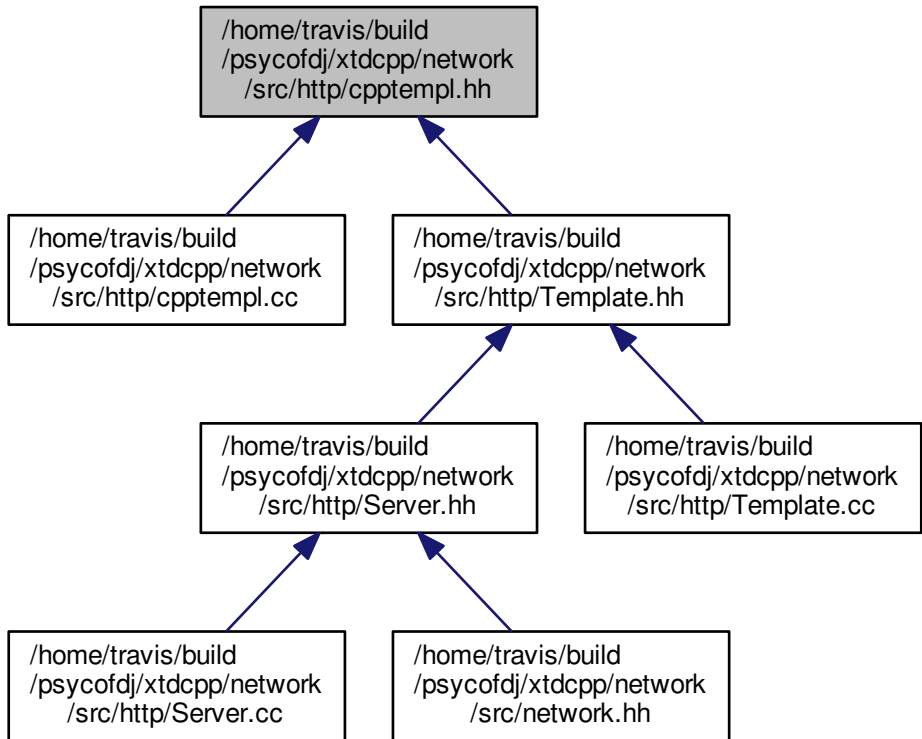 /home/travis/build
/psycofdj/xtdcpp/network
/src/http/cpptempl.hh
/home/travis/build
/psycofdj/xtdcpp/network
/src/http/cpptempl.cc
/home/travis/build
/psycofdj/xtdcpp/network
/src/http/Template.hh
/home/travis/build
/psycofdj/xtdcpp/network
/src/http/Server.hh
/home/travis/build
/psycofdj/xtdcpp/network
/src/http/Template.cc
/home/travis/build
/psycofdj/xtdcpp/network
/src/http/Server.cc
/home/travis/build
/psycofdj/xtdcpp/network
/src/network.hh